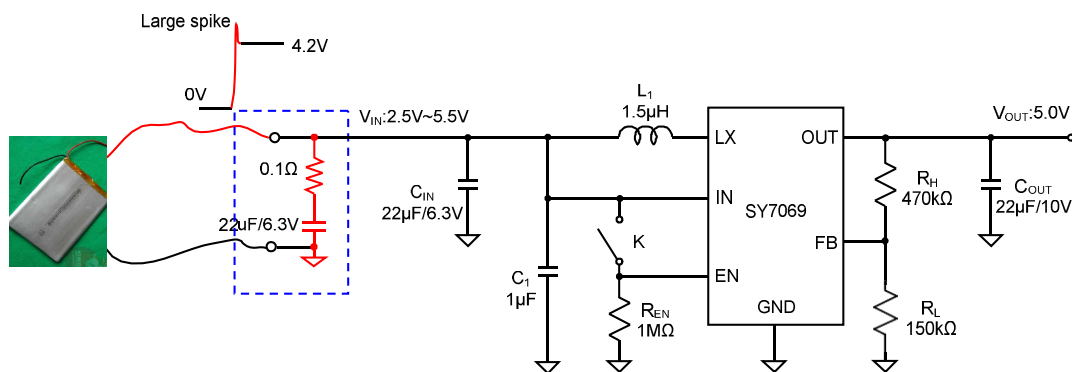 Large spike
4.2V
0V
VIN:2.5V~5.5V
0.1Ω
22uF/6.3V
CIN
22μF/6.3V
C1
1μF
L1
1.5μH
K
REN
1MΩ
LX
OUT
IN
SY7069
FB
EN
GND
VOUT:5.0V
RH
470kΩ
COUT
22μF/10V
RL
150kΩ